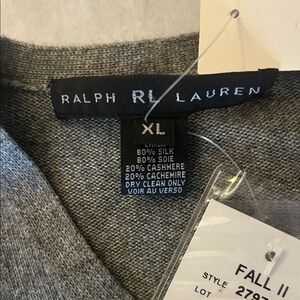 RALPH RL LAUREN
XL
80% SILK
80% SOIE
20% CASHMERE
20% CACHEMIRE
DRY CLEAN ONLY
VOIR AU VERSO
FALL II
STYLE
LOT